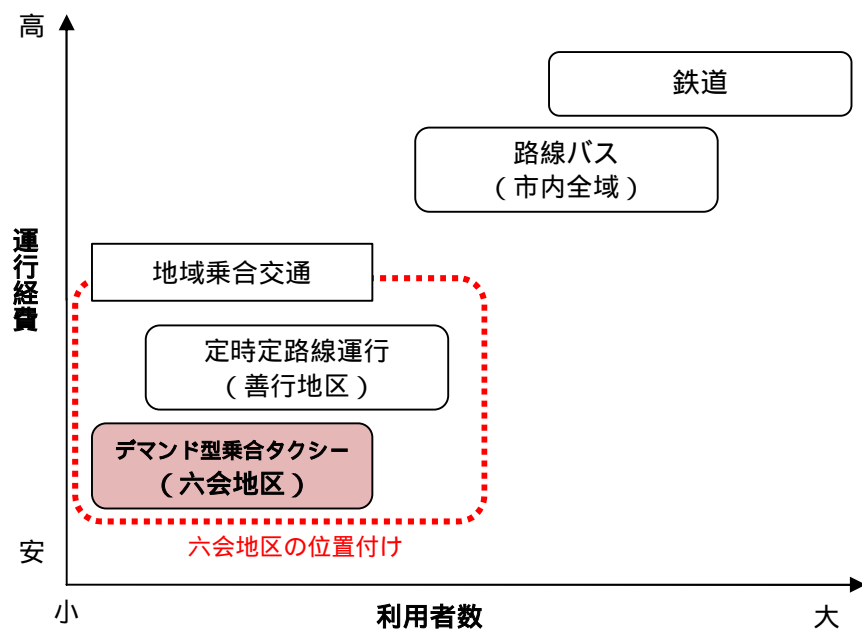 高
鉄道
路線バス
(市内全域)
運行経費
地域乗合交通
定時定路線運行
(善行地区)
デマンド型乗合タクシー
(六会地区)
六会地区の位置付け
安
小
利用者数
大